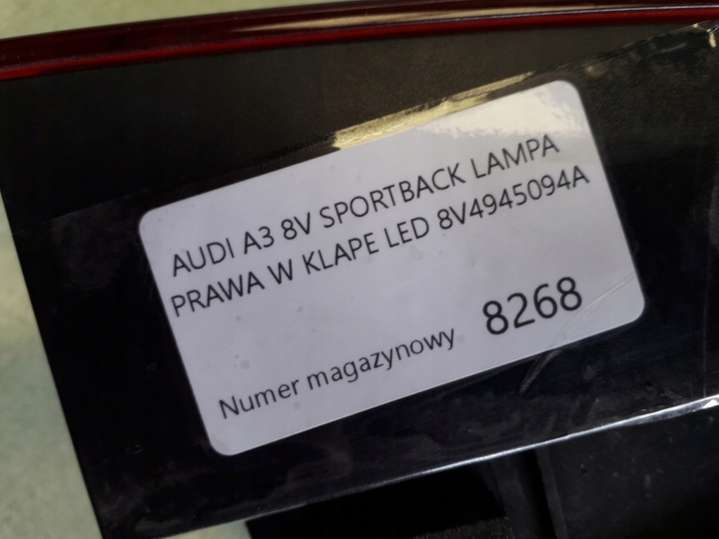 AUDI A3 8V SPORTBACK LAMPA
PRAWA W KLAPE LED 8V4945094A
Numer magazynowy 8268